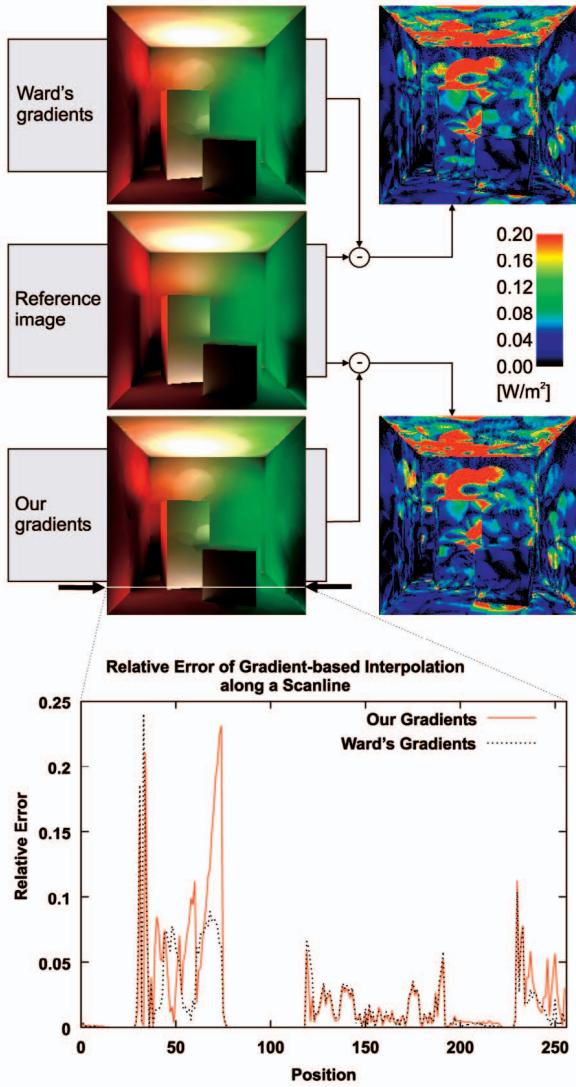 Ward's
gradients
-
0.20
0.16
0.12
0.08
0.04
0.00
[W/m²]
Reference
image
-
Our
gradients
Relative Error of Gradient-based Interpolation
along a Scanline
0.25
0.2
0.15
0.1
0.05
0
Relative Error
Our Gradients
Ward's Gradients
0 50 100 150 200 250
Position